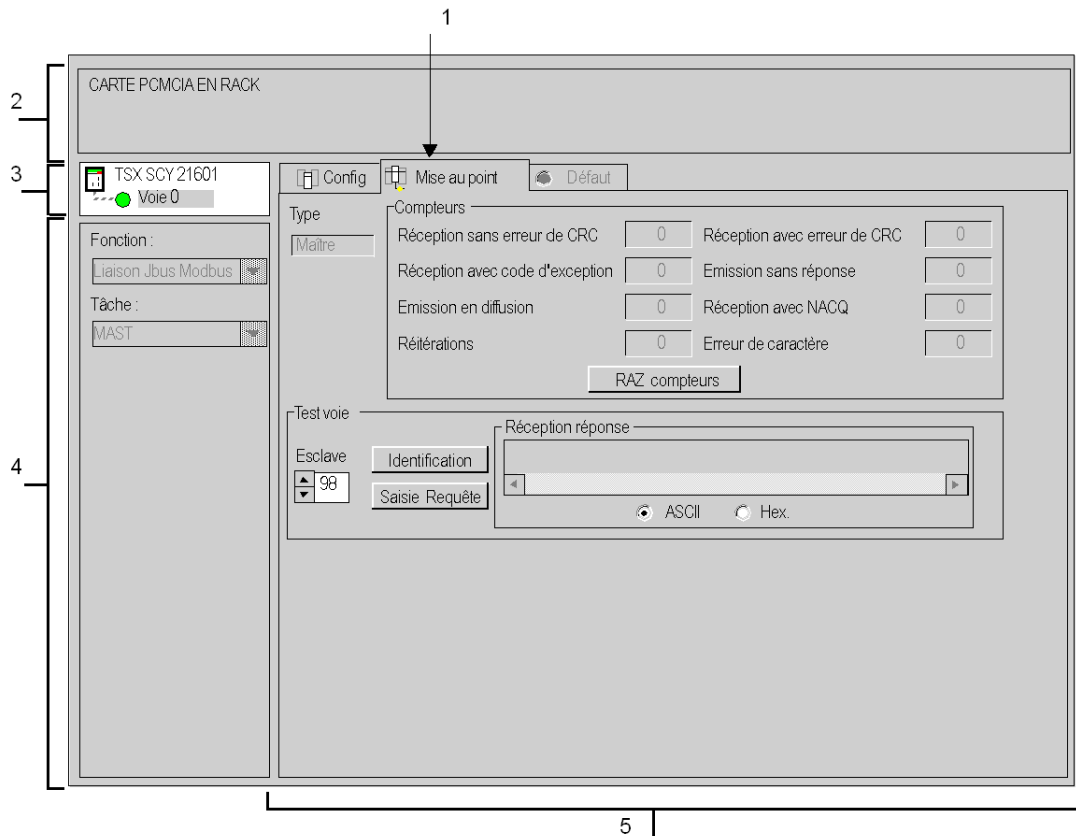 1
2
CARTE PCMCIA EN RACK
3
TSX SCY 21601
Voie 0
Config
Mise au point
Défaut
4
Fonction :
Liaison Jbus Modbus
Tâche :
MAST
Type
Maître
Compteurs
Réception sans erreur de CRC 0 Réception avec erreur de CRC 0
Réception avec code d'exception 0 Emission sans réponse 0
Emission en diffusion 0 Réception avec NACQ 0
Réitérations 0 Erreur de caractère 0
RAZ compteurs
Test voie
Esclave
98
Identification
Saisie Requête
Réception réponse
ASCII Hex.
5